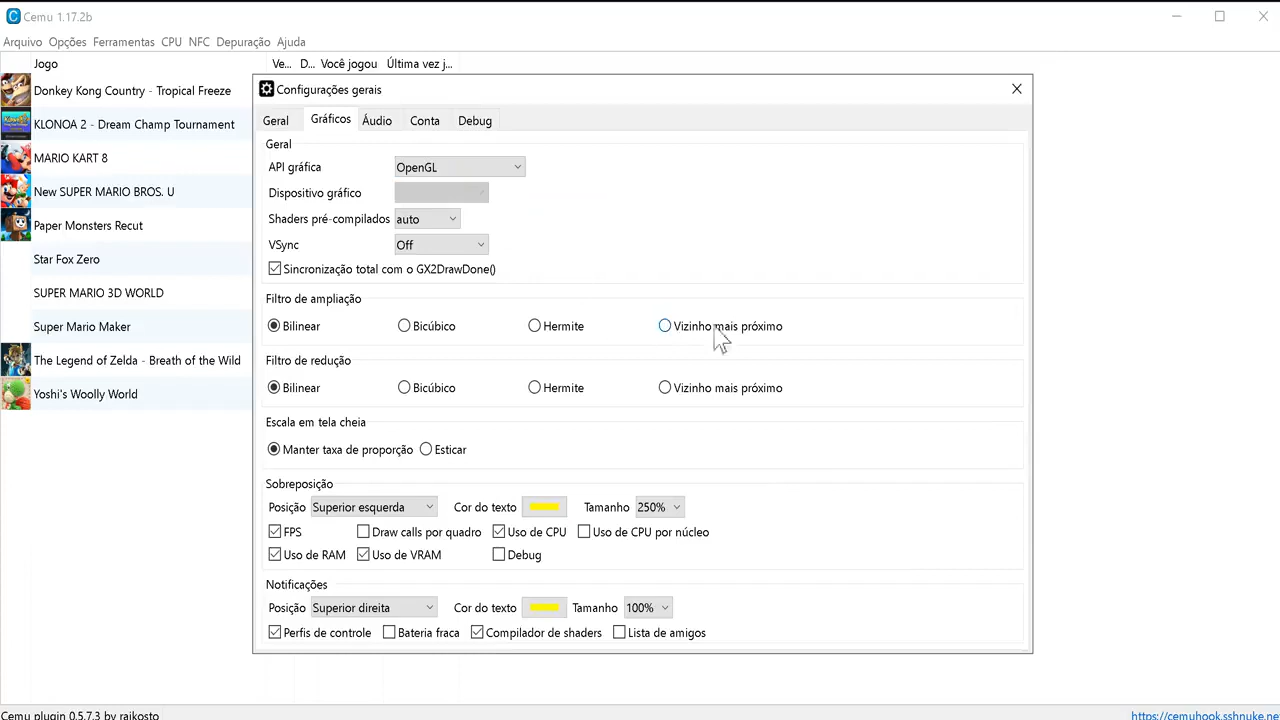 Cemu 1.17.2b
Arquivo Opções Ferramentas CPU NFC Depuração Ajuda
Jogo Ve... D... Você jogou Última vez j...
Donkey Kong Country - Tropical Freeze
KLONOA 2 - Dream Champ Tournament
MARIO KART 8
New SUPER MARIO BROS. U
Paper Monsters Recut
Star Fox Zero
SUPER MARIO 3D WORLD
Super Mario Maker
The Legend of Zelda - Breath of the Wild
Yoshi's Woolly World
Configurações gerais
Geral Gráficos Áudio Conta Debug
Geral
API gráfica OpenGL
Dispositivo gráfico
Shaders pré-compilados auto
VSync Off
Sincronização total com o GX2DrawDone()
Filtro de ampliação
Bilinear Bicúbico Hermite Vizinho mais próximo
Filtro de redução
Bilinear Bicúbico Hermite Vizinho mais próximo
Escala em tela cheia
Manter taxa de proporção Esticar
Sobreposição
Posição Superior esquerda Cor do texto Tamanho 250%
FPS Draw calls por quadro Uso de CPU Uso de CPU por núcleo
Uso de RAM Uso de VRAM Debug
Notificações
Posição Superior direita Cor do texto Tamanho 100%
Perfis de controle Bateria fraca Compilador de shaders Lista de amigos
Cemu plugin 0.5.7.3 by rajkosto https://cemuhook.sshnuke.ne